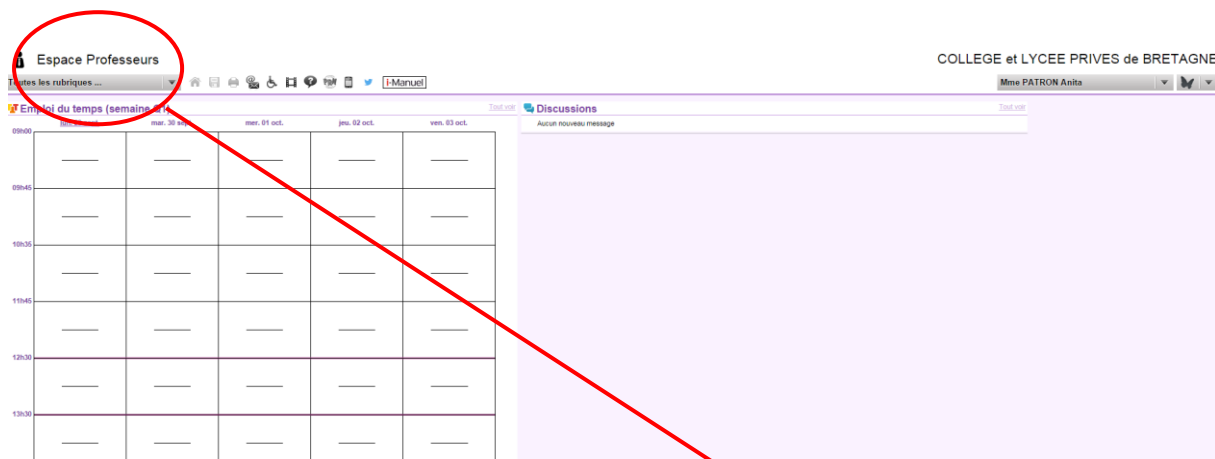 Espace Professeurs
COLLEGE et LYCEE PRIVES de BRETAGNE
Toutes les rubriques ...
i-Manuel
Mme PATRON Anita
Emploi du temps (semaine
Tout voir
Discussions
Tout voir
mar. 30
mer. 01 oct.
jeu. 02 oct.
ven. 03 oct.
Aucun nouveau message
09h00
09h45
10h35
11h45
12h30
13h30